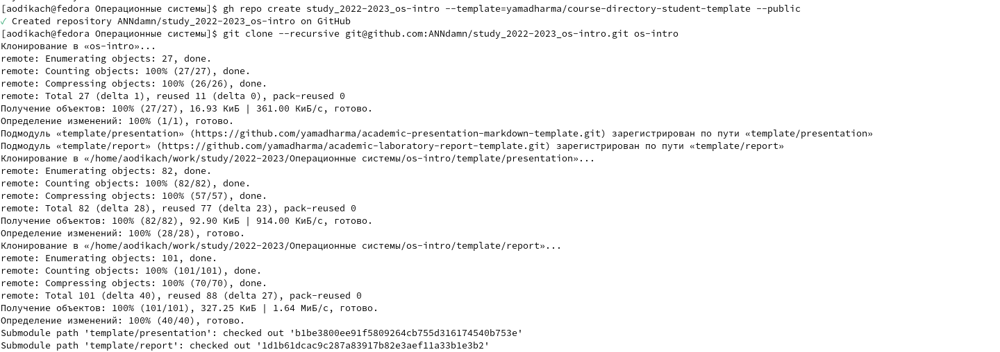 [aodikach@fedora Операционные системы]$ gh repo create study_2022-2023_os-intro --template=yamadharma/course-directory-student-template --public
✓ Created repository ANNdamn/study_2022-2023_os-intro on GitHub
[aodikach@fedora Операционные системы]$ git clone --recursive git@github.com:ANNdamn/study_2022-2023_os-intro.git os-intro
Клонирование в «os-intro»...
remote: Enumerating objects: 27, done.
remote: Counting objects: 100% (27/27), done.
remote: Compressing objects: 100% (26/26), done.
remote: Total 27 (delta 1), reused 11 (delta 0), pack-reused 0
Получение объектов: 100% (27/27), 16.93 КиБ | 361.00 КиБ/с, готово.
Определение изменений: 100% (1/1), готово.
Подмодуль «template/presentation» (https://github.com/yamadharma/academic-presentation-markdown-template.git) зарегистрирован по пути «template/presentation»
Подмодуль «template/report» (https://github.com/yamadharma/academic-laboratory-report-template.git) зарегистрирован по пути «template/report»
Клонирование в «/home/aodikach/work/study/2022-2023/Операционные системы/os-intro/template/presentation»...
remote: Enumerating objects: 82, done.
remote: Counting objects: 100% (82/82), done.
remote: Compressing objects: 100% (57/57), done.
remote: Total 82 (delta 28), reused 77 (delta 23), pack-reused 0
Получение объектов: 100% (82/82), 92.90 КиБ | 914.00 КиБ/с, готово.
Определение изменений: 100% (28/28), готово.
Клонирование в «/home/aodikach/work/study/2022-2023/Операционные системы/os-intro/template/report»...
remote: Enumerating objects: 101, done.
remote: Counting objects: 100% (101/101), done.
remote: Compressing objects: 100% (70/70), done.
remote: Total 101 (delta 40), reused 88 (delta 27), pack-reused 0
Получение объектов: 100% (101/101), 327.25 КиБ | 1.64 МиБ/с, готово.
Определение изменений: 100% (40/40), готово.
Submodule path 'template/presentation': checked out 'b1be3800ee91f5809264cb755d316174540b753e'
Submodule path 'template/report': checked out '1d1b61dcac9c287a83917b82e3aef11a33b1e3b2'